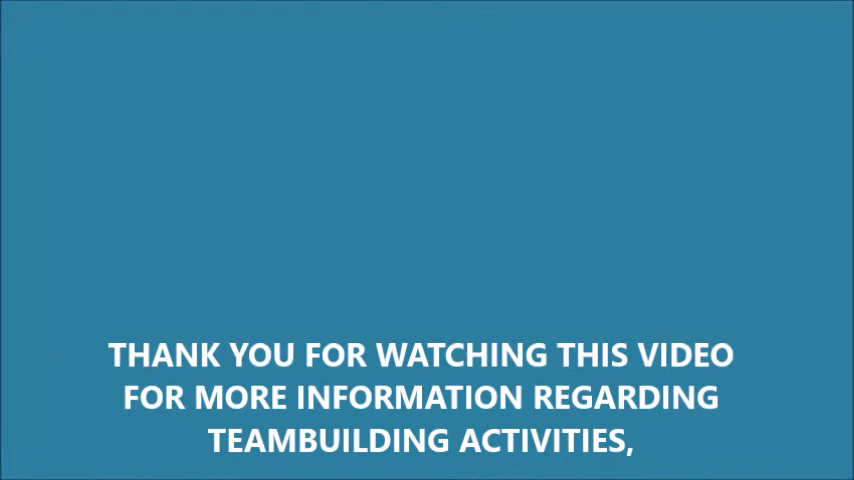 THANK YOU FOR WATCHING THIS VIDEO
FOR MORE INFORMATION REGARDING
TEAMBUILDING ACTIVITIES,